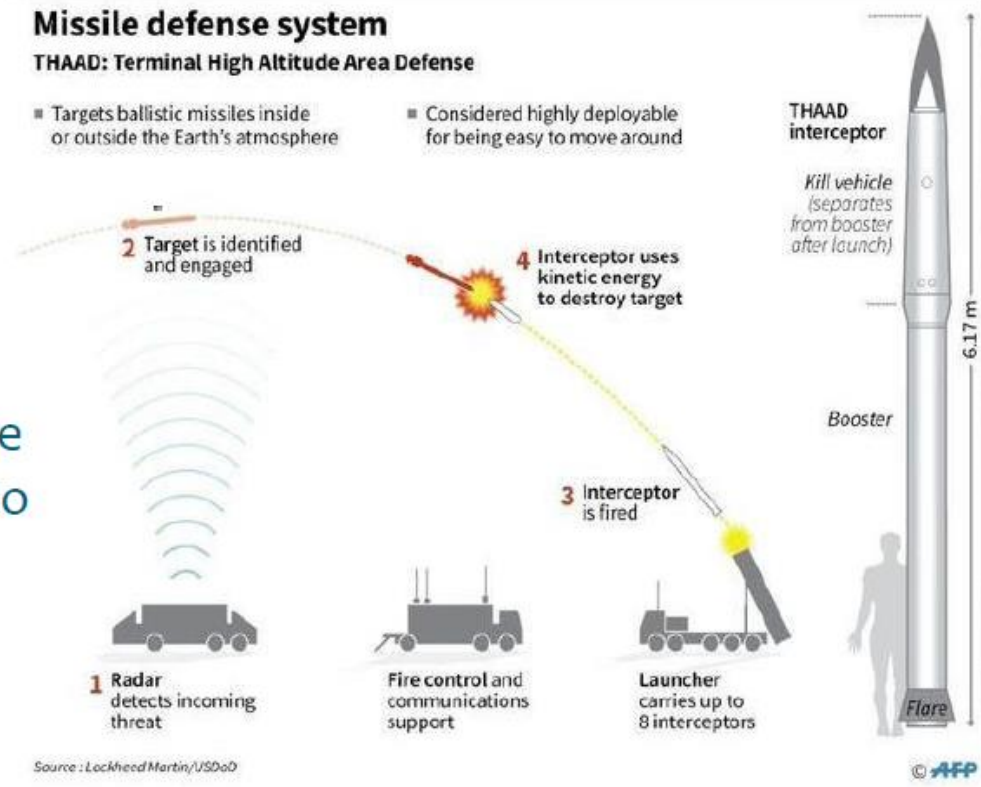 Missile defense system
THAAD: Terminal High Altitude Area Defense
Targets ballistic missiles inside
or outside the Earth's atmosphere
Considered highly deployable
for being easy to move around
THAAD
interceptor
Kill vehicle
(separates
from booster
after launch)
2 Target is identified
and engaged
4 Interceptor uses
kinetic energy
to destroy target
6.17 m
Booster
e
o
3 Interceptor
is fired
1 Radar
detects incoming
threat
Fire control and
communications
support
Launcher
carries up to
8 interceptors
Flare
Source : Lockheed Martin/USDoD
© AFP